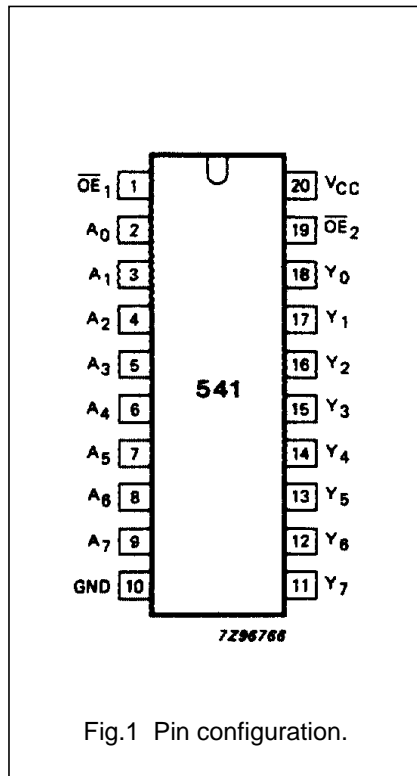 OE1 1 20 VCC
A0 2 19 OE2
A1 3 18 Y0
A2 4 17 Y1
A3 5 16 Y2
541
A4 6 15 Y3
A5 7 14 Y4
A6 8 13 Y5
A7 9 12 Y6
GND 10 11 Y7
7Z96766
Fig.1 Pin configuration.